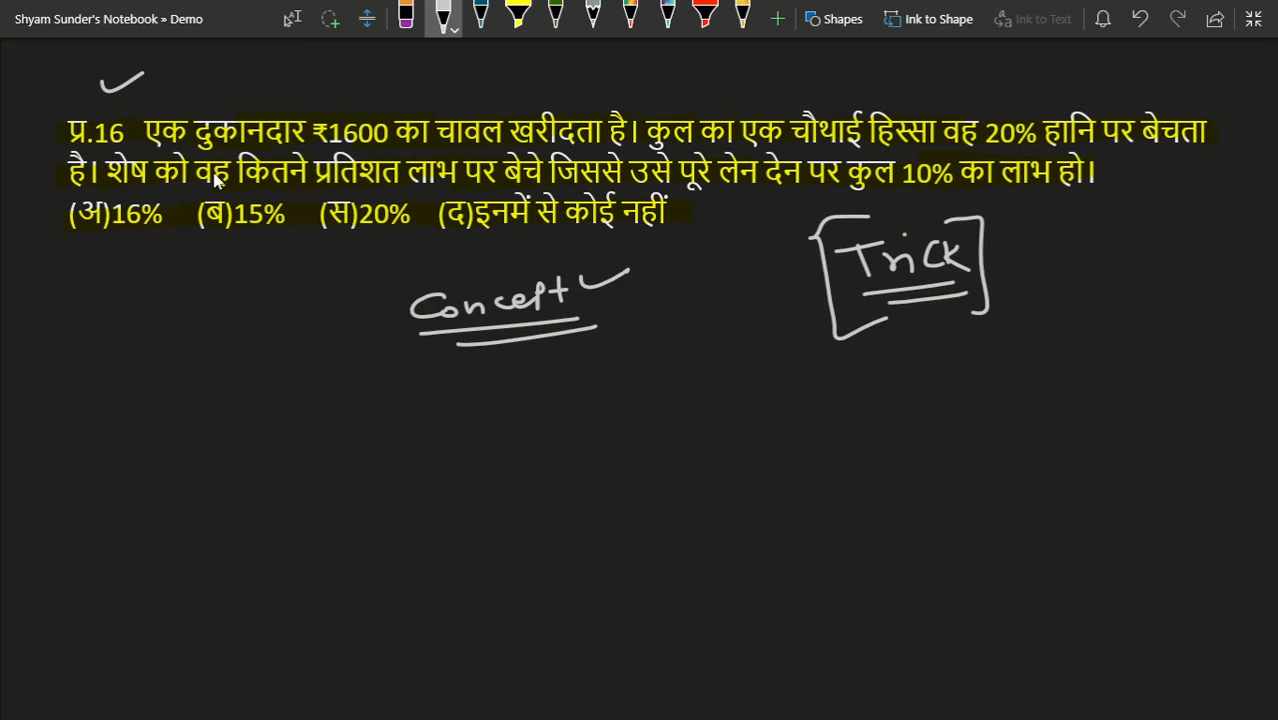 Shyam Sunder's Notebook » Demo
Shapes
Ink to Shape
Ink to Text
प्र.16 एक दुकानदार ₹1600 का चावल खरीदता है। कुल का एक चौथाई हिस्सा वह 20% हानि पर बेचता
है। शेष को वह कितने प्रतिशत लाभ पर बेचे जिससे उसे पूरे लेन देन पर कुल 10% का लाभ हो।
(अ)16% (ब)15% (स)20% (द)इनमें से कोई नहीं
Trick
Concept